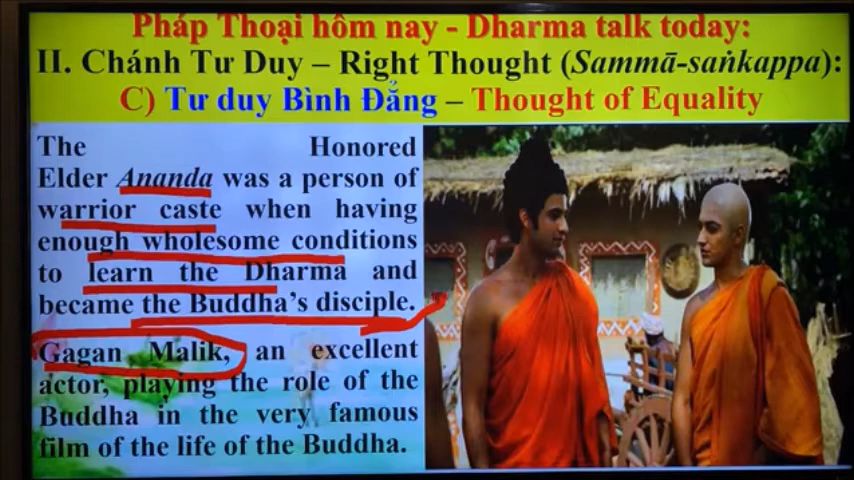 Pháp Thoại hôm nay - Dharma talk today:
II. Chánh Tư Duy – Right Thought (Sammā-saṅkappa):
C) Tư duy Bình Đẳng – Thought of Equality
The Honored
Elder Ananda was a person of
warrior caste when having
enough wholesome conditions
to learn the Dharma and
became the Buddha’s disciple.
Gagan Malik, an excellent
actor, playing the role of the
Buddha in the very famous
film of the life of the Buddha.